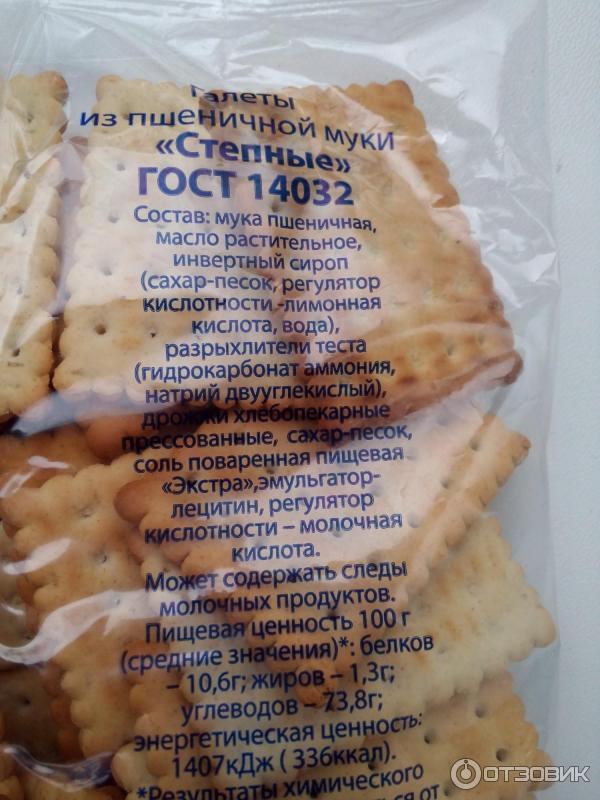 Галеты
из пшеничной муки
«Степные»
ГОСТ 14032
Состав: мука пшеничная,
масло растительное,
инвертный сироп
(сахар-песок, регулятор
кислотности -лимонная
кислота, вода),
разрыхлители теста
(гидрокарбонат аммония,
натрий двууглекислый),
дрожжи хлебопекарные
прессованные, сахар-песок,
соль поваренная пищевая
«Экстра»,эмульгатор-
лецитин, регулятор
кислотности – молочная
кислота.
Может содержать следы
молочных продуктов.
Пищевая ценность 100 г
(средние значения)*: белков
– 10,6г; жиров – 1,3г;
углеводов – 73,8г;
энергетическая ценность:
1407кДж ( 336ккал).
*Результаты химического
от
ОТЗОВИК